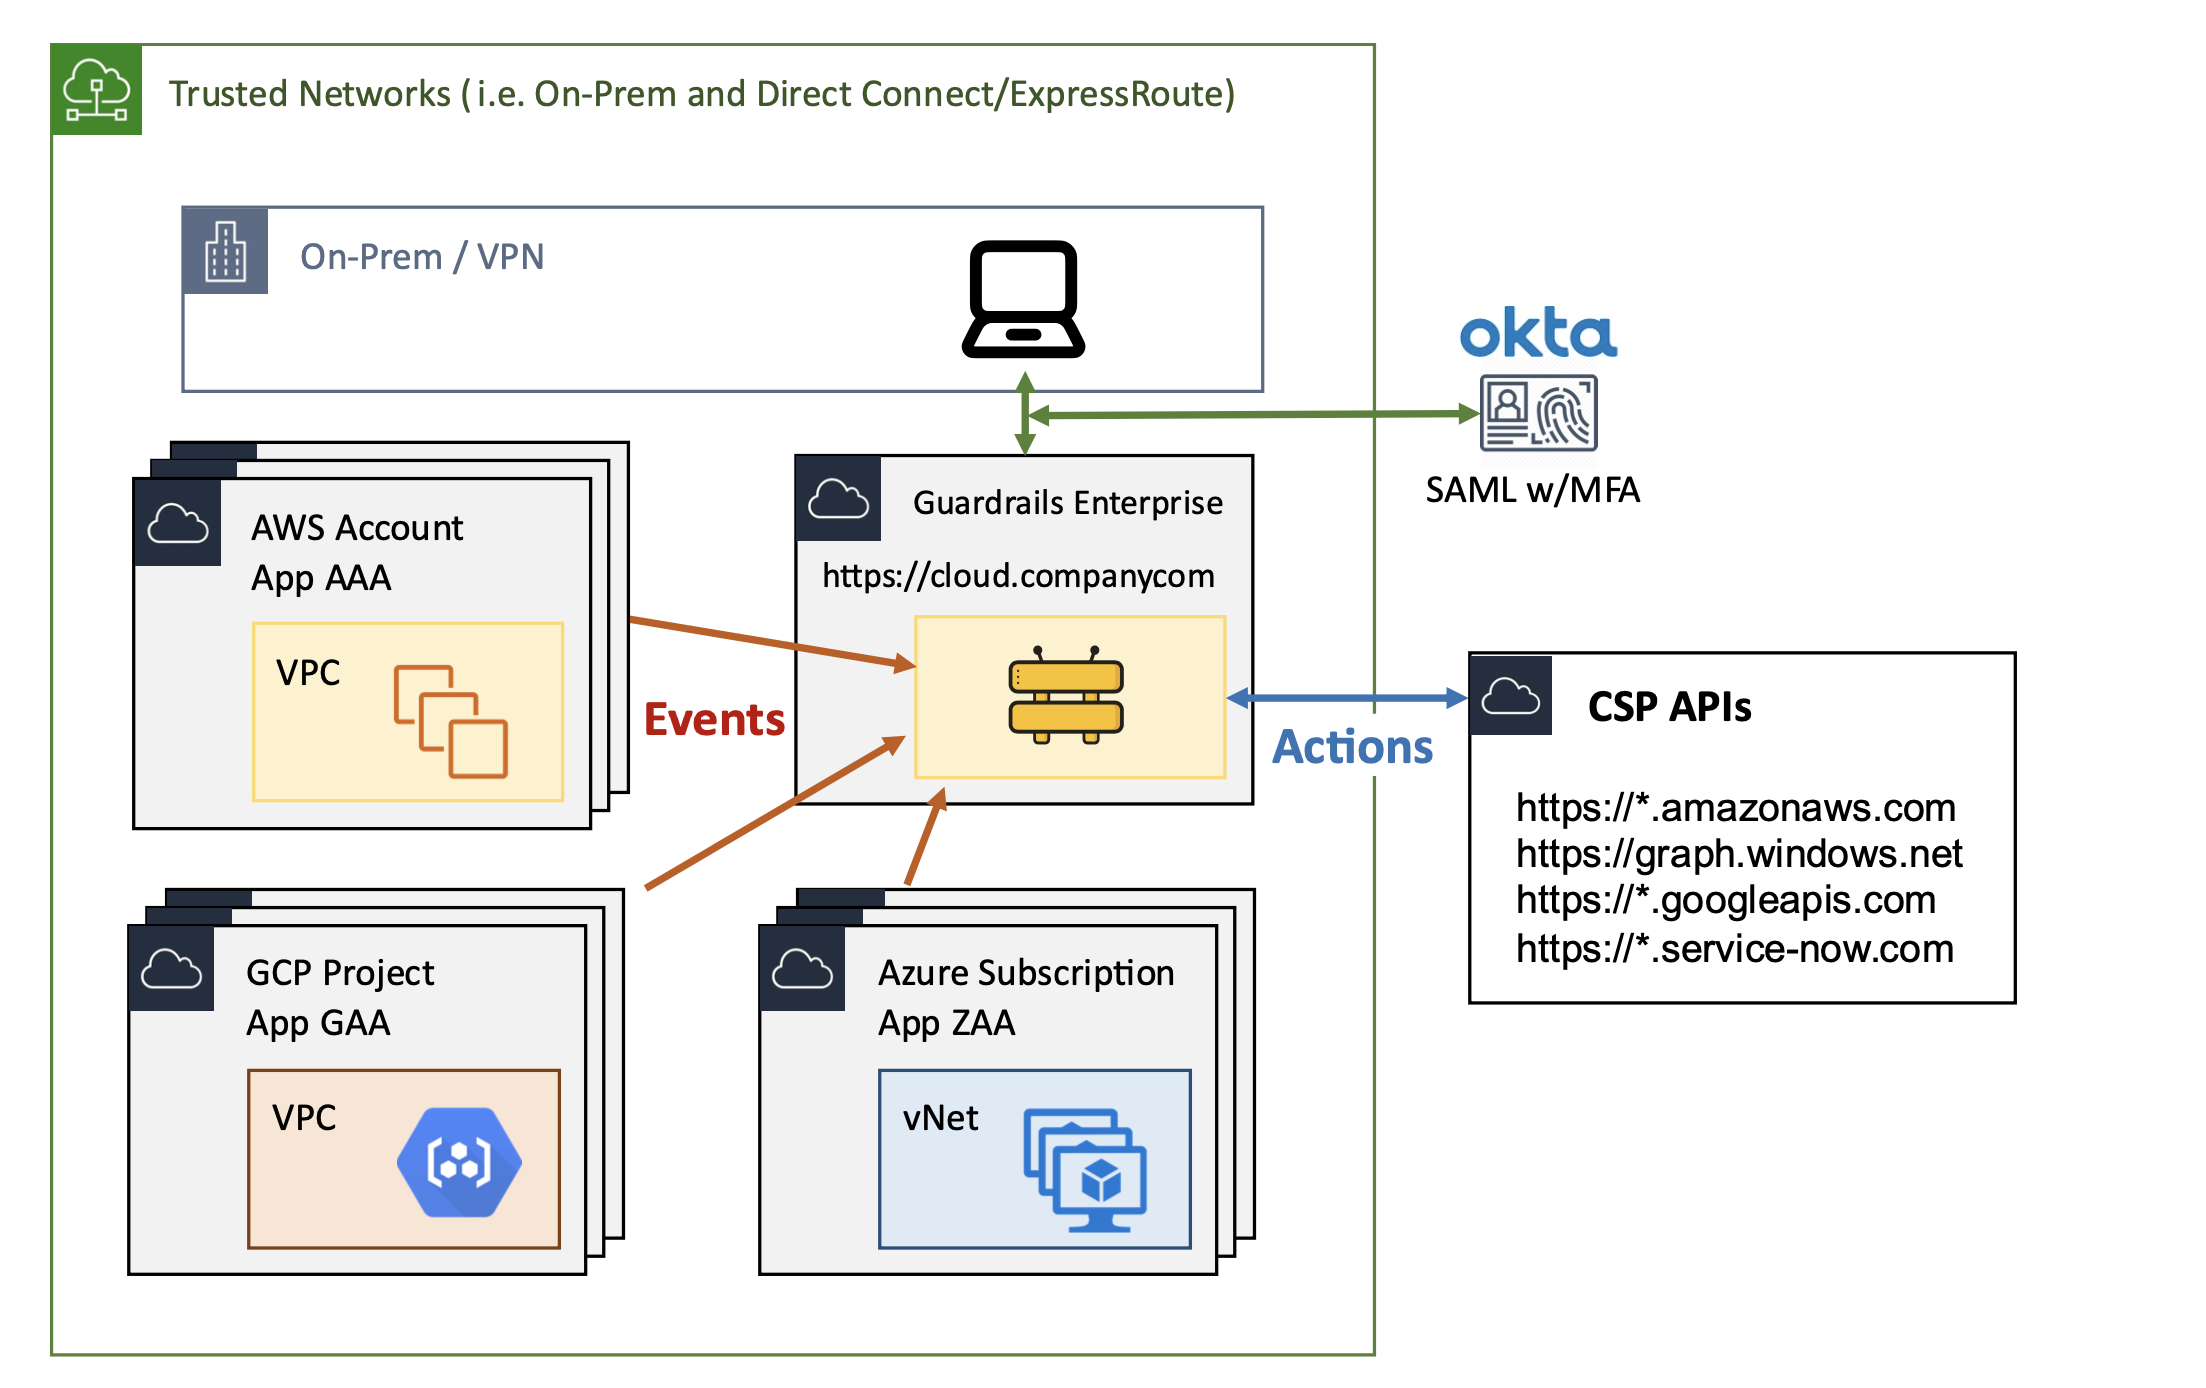 Trusted Networks (i.e. On-Prem and Direct Connect/ExpressRoute)
On-Prem / VPN
okta
SAML w/MFA
AWS Account
App AAA
VPC
Events
Guardrails Enterprise
https://cloud.company.com
Actions
CSP APIs
https://*.amazonaws.com
https://graph.windows.net
https://*.googleapis.com
https://*.service-now.com
GCP Project
App GAA
VPC
Azure Subscription
App ZAA
vNet